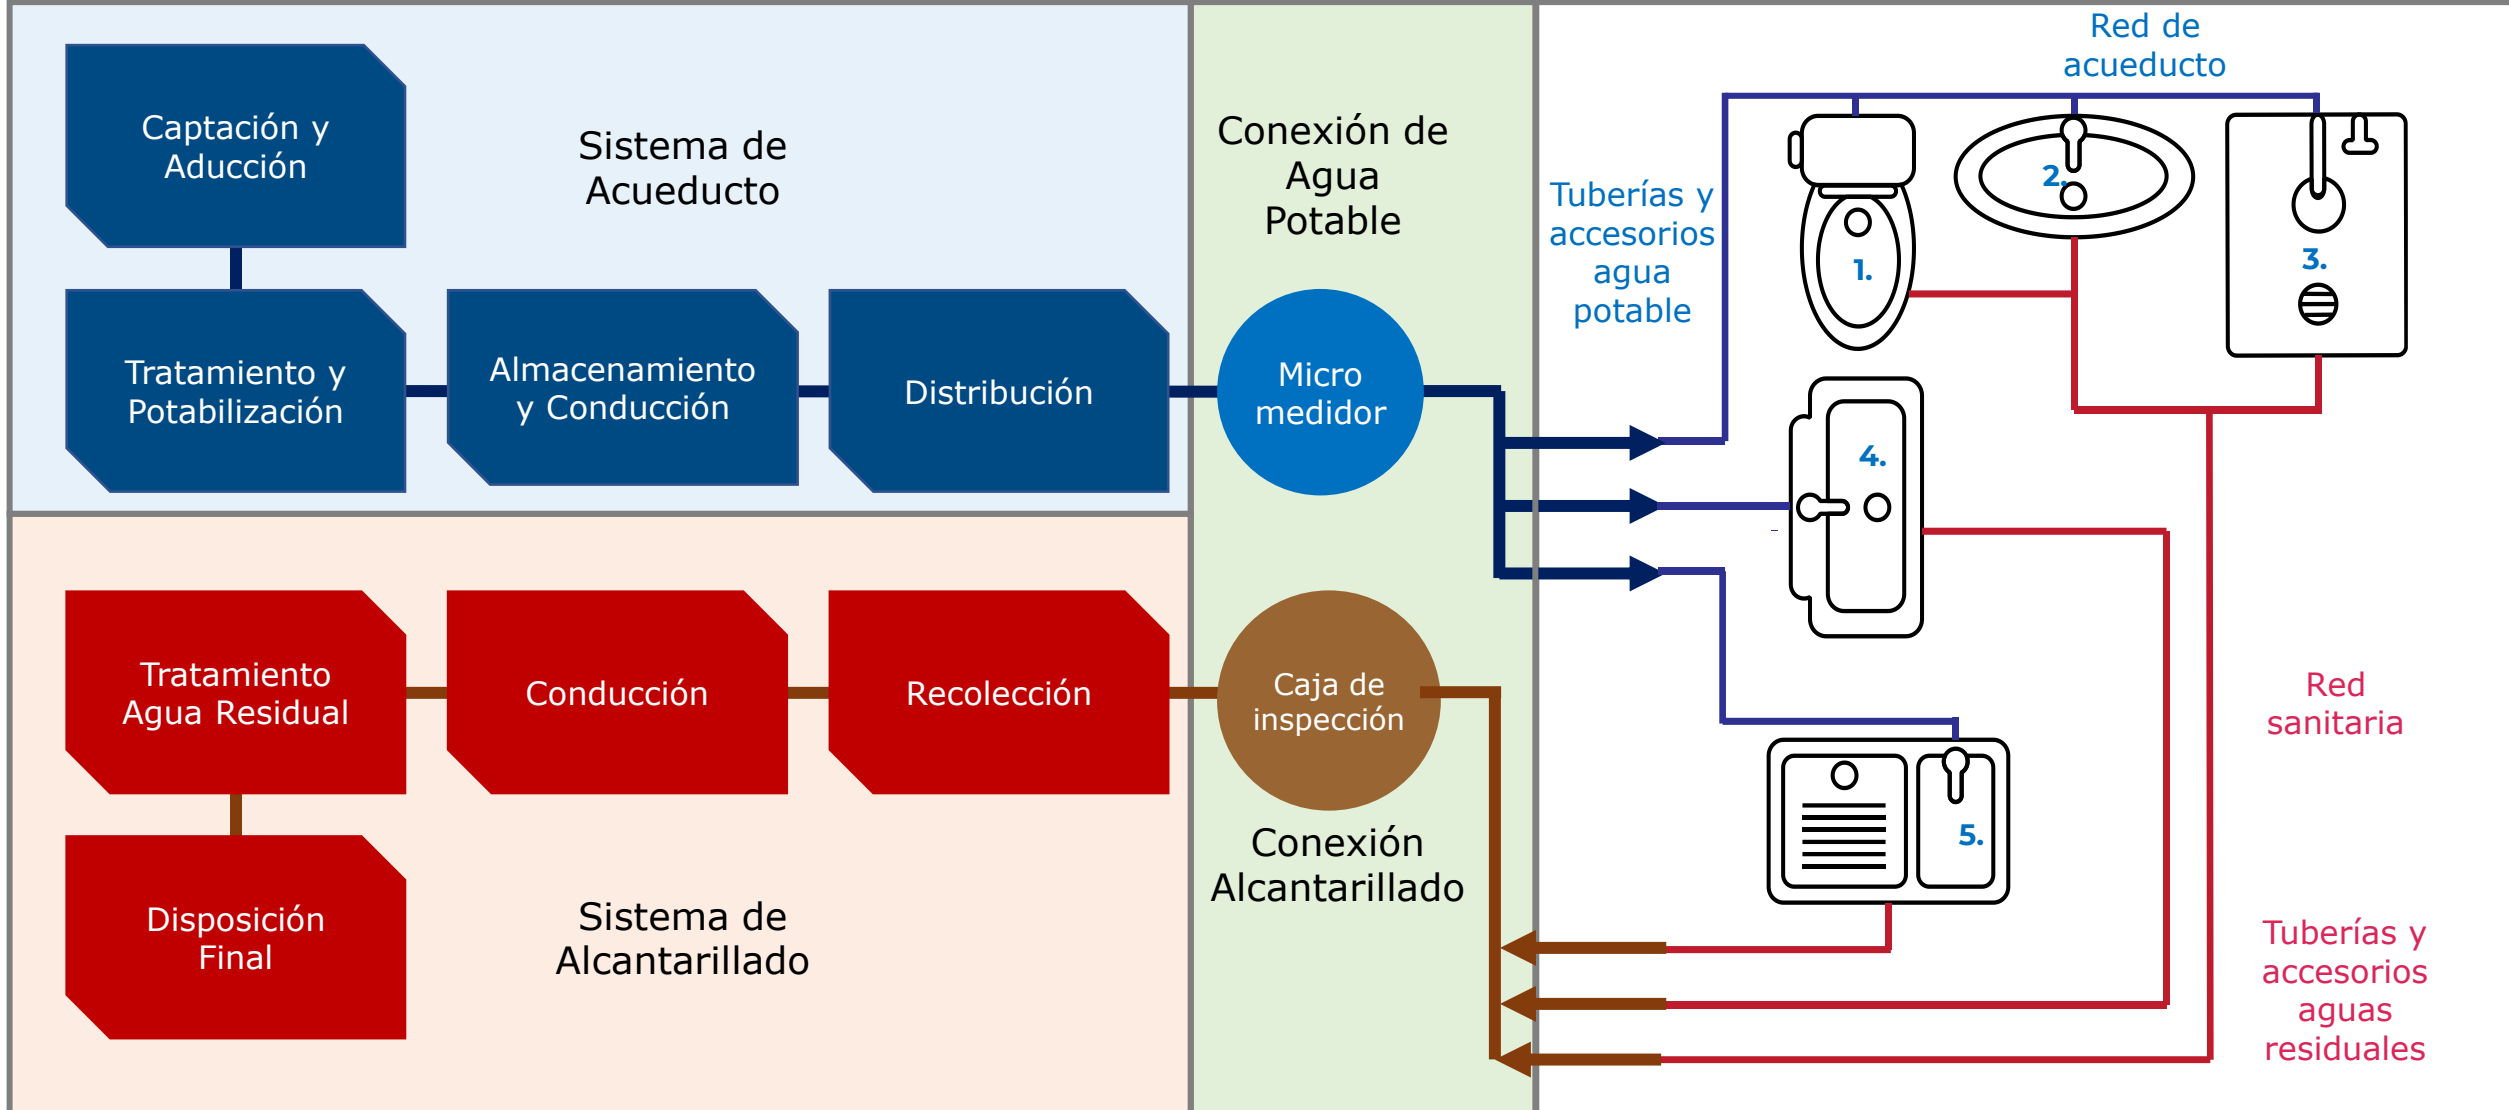 Captación y
Aducción
Sistema de
Acueducto
Tratamiento y
Potabilización
Almacenamiento
y Conducción
Distribución
Conexión de
Agua
Potable
Micro
medidor
Red de
acueducto
Tuberías y
accesorios
agua
potable
1.
2.
3.
4.
5.
Tratamiento
Agua Residual
Conducción
Recolección
Caja de
inspección
Conexión
Alcantarillado
Disposición
Final
Sistema de
Alcantarillado
Red
sanitaria
Tuberías y
accesorios
aguas
residuales